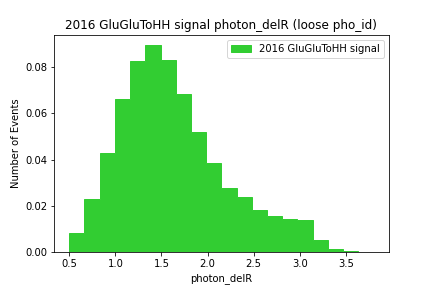 2016 GluGluToHH signal photon_delR (loose pho_id)
2016 GluGluToHH signal
Number of Events
0.08
0.06
0.04
0.02
0.00
0.5 1.0 1.5 2.0 2.5 3.0 3.5
photon_delR